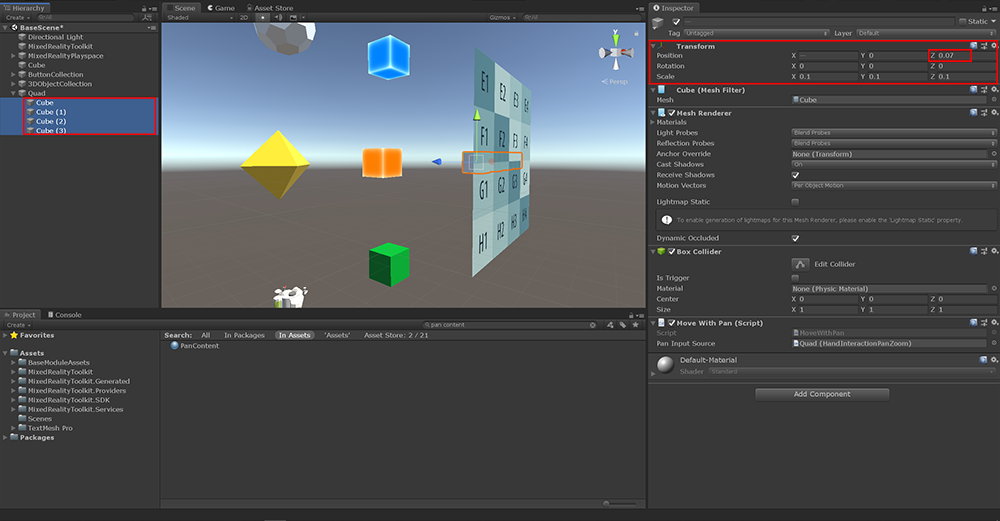 Hierarchy
Create All
BaseScene*
Directional Light
MixedRealityToolkit
MixedRealityPlayspace
Cube
ButtonCollection
3DObjectCollection
Quad
Cube
Cube (1)
Cube (2)
Cube (3)
Scene Game Asset Store
Shaded 2D Gizmos All
y
Persp
E1 E2 E3 E4
F1 F2 F3 F4
G1 G2 G3 G4
H1 H2 H3 H4
Inspector
— Static
Tag Untagged Layer Default
Transform
Position X — Y 0 Z 0.07
Rotation X 0 Y 0 Z 0
Scale X 0.1 Y 0.1 Z 0.1
Cube (Mesh Filter)
Mesh Cube
Mesh Renderer
Materials
Light Probes Blend Probes
Reflection Probes Blend Probes
Anchor Override None (Transform)
Cast Shadows On
Receive Shadows
Motion Vectors Per Object Motion
Lightmap Static
To enable generation of lightmaps for this Mesh Renderer, please enable the 'Lightmap Static' property.
Dynamic Occluded
Box Collider
Edit Collider
Is Trigger
Material None (Physic Material)
Center X 0 Y 0 Z 0
Size X 1 Y 1 Z 1
Move With Pan (Script)
Script MoveWithPan
Pan Input Source Quad (HandInteractionPanZoom)
Default-Material
Shader Standard
Add Component
Project Console
Create pan content
Favorites
Assets
BaseModuleAssets
MixedRealityToolkit
MixedRealityToolkit.Generated
MixedRealityToolkit.Providers
MixedRealityToolkit.SDK
MixedRealityToolkit.Services
Scenes
TextMesh Pro
Packages
Search: All In Packages In Assets 'Assets' Asset Store: 2 / 21
PanContent